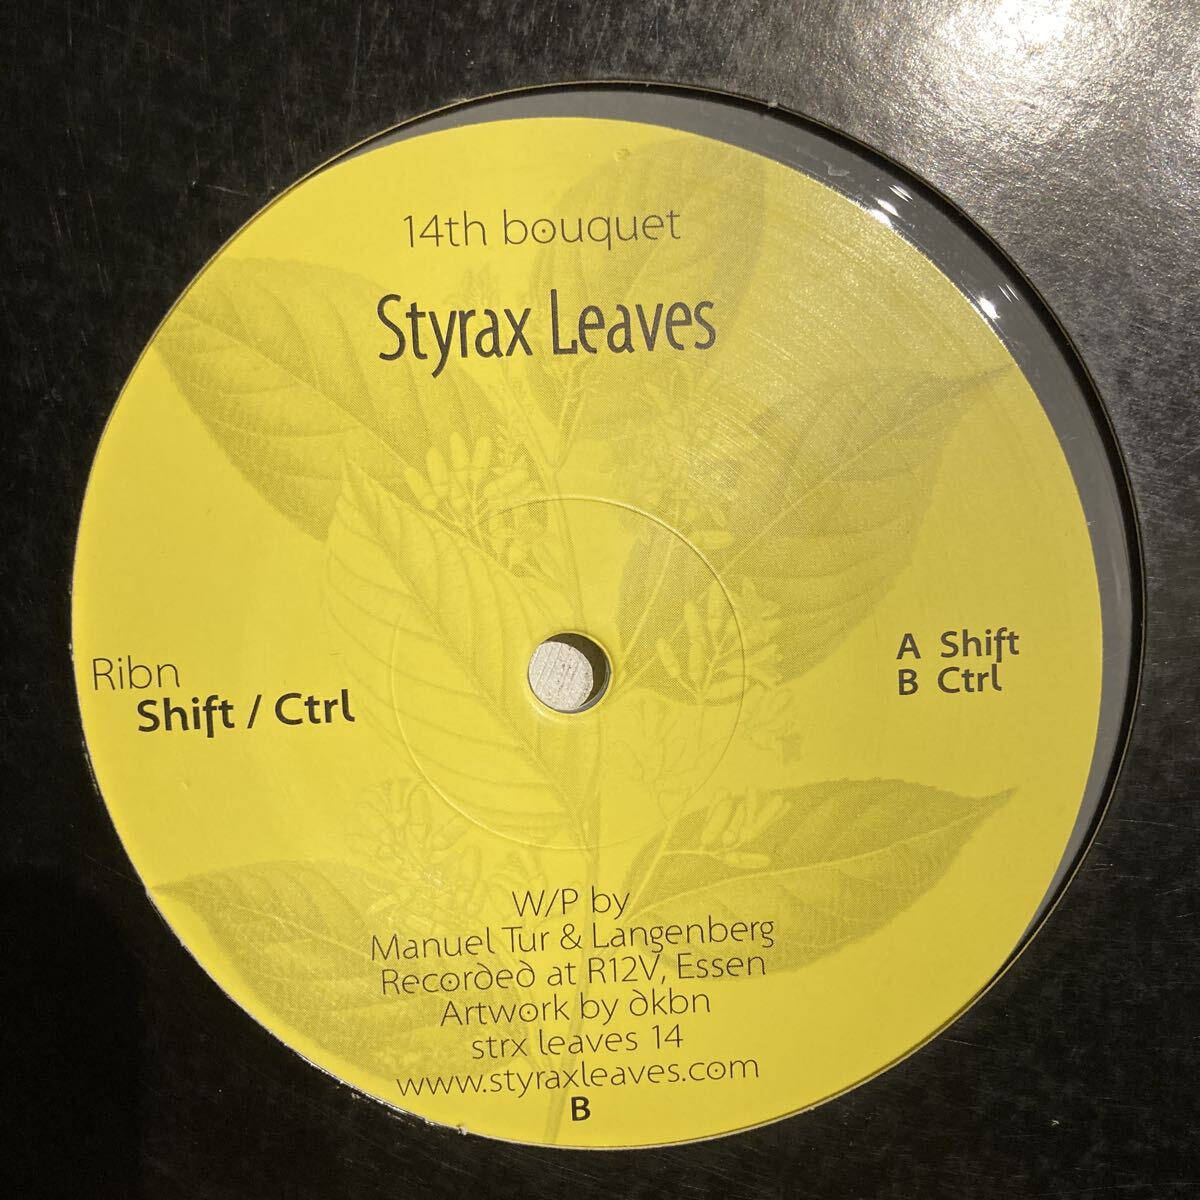 14th bouquet
Styrax Leaves
Ribn
Shift / Ctrl
A Shift
B Ctrl
W/P by
Manuel Tur & Langenberg
Recorded at R12V, Essen
Artwork by dkbn
strx leaves 14
www.styraxleaves.com
B